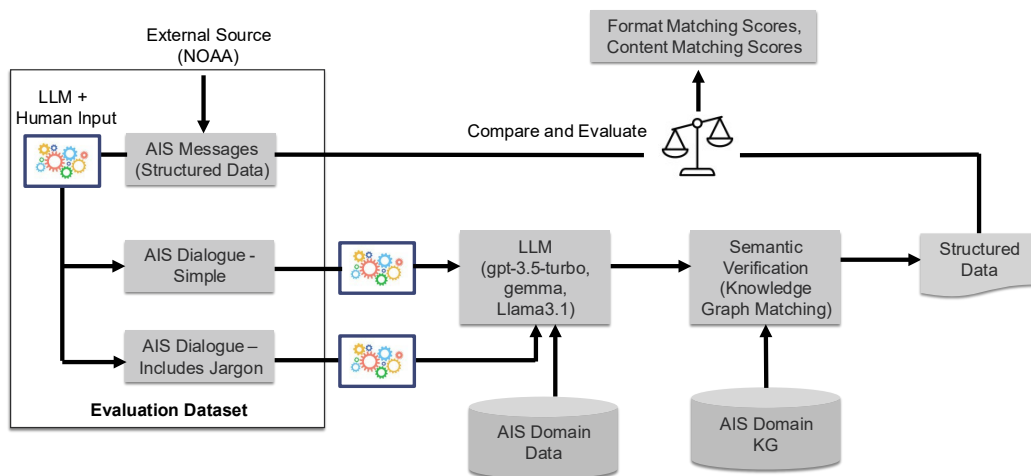 External Source
(NOAA)
Format Matching Scores,
Content Matching Scores
LLM +
Human Input
AIS Messages
(Structured Data)
Compare and Evaluate
AIS Dialogue -
Simple
LLM
(gpt-3.5-turbo,
gemma,
Llama3.1)
Semantic
Verification
(Knowledge
Graph Matching)
Structured
Data
AIS Dialogue –
Includes Jargon
Evaluation Dataset
AIS Domain
Data
AIS Domain
KG